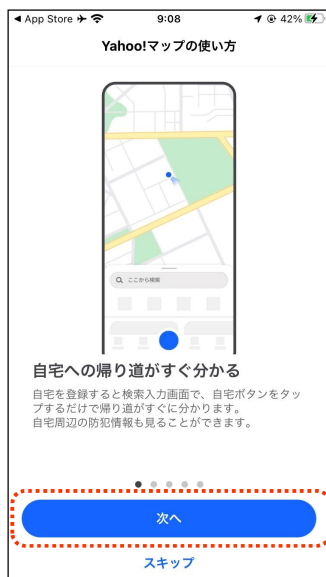 App Store
9:08
42%
Yahoo!マップの使い方
ここから検索
自宅への帰り道がすぐ分かる
自宅を登録すると検索入力画面で、自宅ボタンをタッ
プするだけで帰り道がすぐに分かります。
自宅周辺の防犯情報も見ることができます。
次へ
スキップ